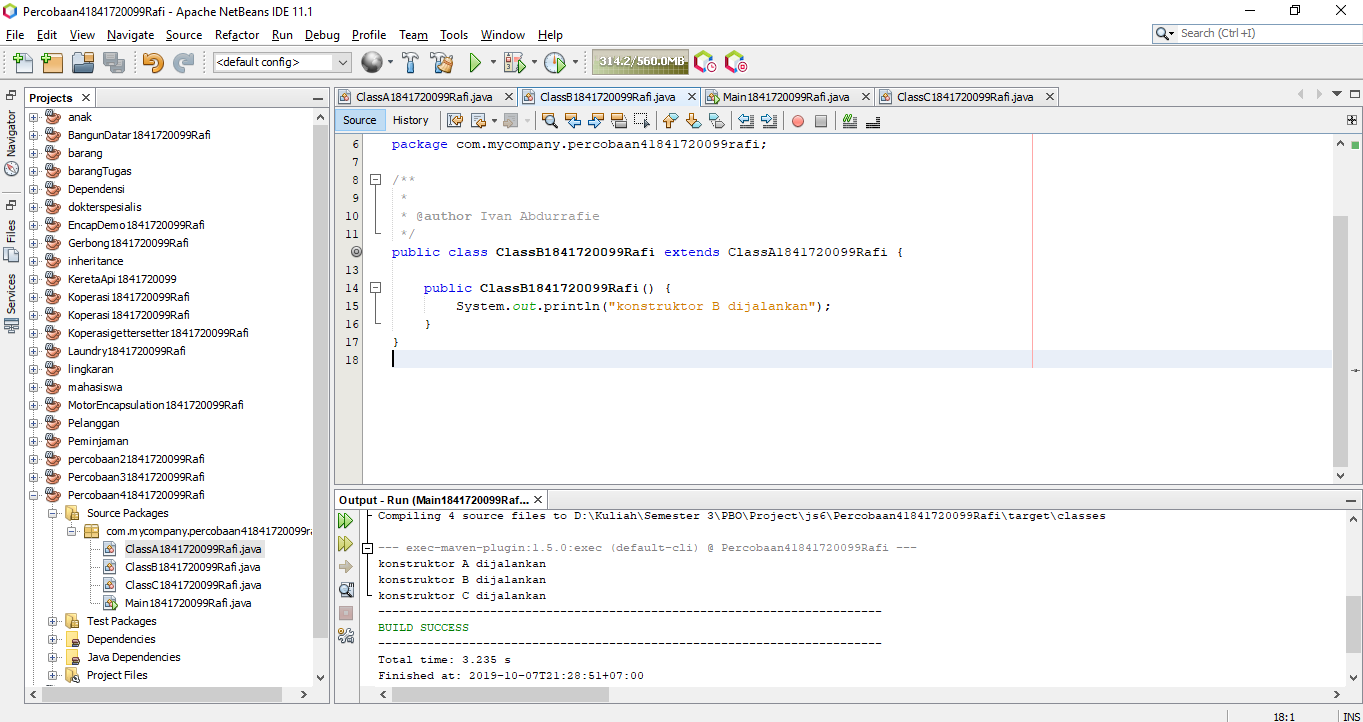 Percobaan41841720099Rafi - Apache NetBeans IDE 11.1
File Edit View Navigate Source Refactor Run Debug Profile Team Tools Window Help
Search (Ctrl+I)
<default config>
314.2/560.0MB
Projects
ClassA1841720099Rafi.java
ClassB1841720099Rafi.java
Main1841720099Rafi.java
ClassC1841720099Rafi.java
Navigator
Files
Services
anak
BangunDatar1841720099Rafi
barang
barangTugas
Dependensi
dokterspesialis
EncapDemo1841720099Rafi
Gerbong1841720099Rafi
inheritance
KeretaApi1841720099
Koperasi1841720099Rafi
Koperasi1841720099Rafi
Koperasigettersetter1841720099Rafi
Laundry1841720099Rafi
lingkaran
mahasiswa
MotorEncapsulation1841720099Rafi
Pelanggan
Peminjaman
percobaan21841720099Rafi
Percobaan31841720099Rafi
Percobaan41841720099Rafi
Source Packages
com.mycompany.percobaan41841720099r
ClassA1841720099Rafi.java
ClassB1841720099Rafi.java
ClassC1841720099Rafi.java
Main1841720099Rafi.java
Test Packages
Dependencies
Java Dependencies
Project Files
Source History
6 package com.mycompany.percobaan41841720099rafi;
7
8 /**
9 *
10 * @author Ivan Abdurrafie
11 */
public class ClassB1841720099Rafi extends ClassA1841720099Rafi {
13
14 public ClassB1841720099Rafi() {
15 System.out.println("konstruktor B dijalankan");
16 }
17 }
18
Output - Run (Main1841720099Raf...
Compiling 4 source files to D:\Kuliah\Semester 3\PBO\Project\js6\Percobaan41841720099Rafi\target\classes
--- exec-maven-plugin:1.5.0:exec (default-cli) @ Percobaan41841720099Rafi ---
konstruktor A dijalankan
konstruktor B dijalankan
konstruktor C dijalankan
------------------------------------------------------------------------
BUILD SUCCESS
------------------------------------------------------------------------
Total time: 3.235 s
Finished at: 2019-10-07T21:28:51+07:00
18:1
INS